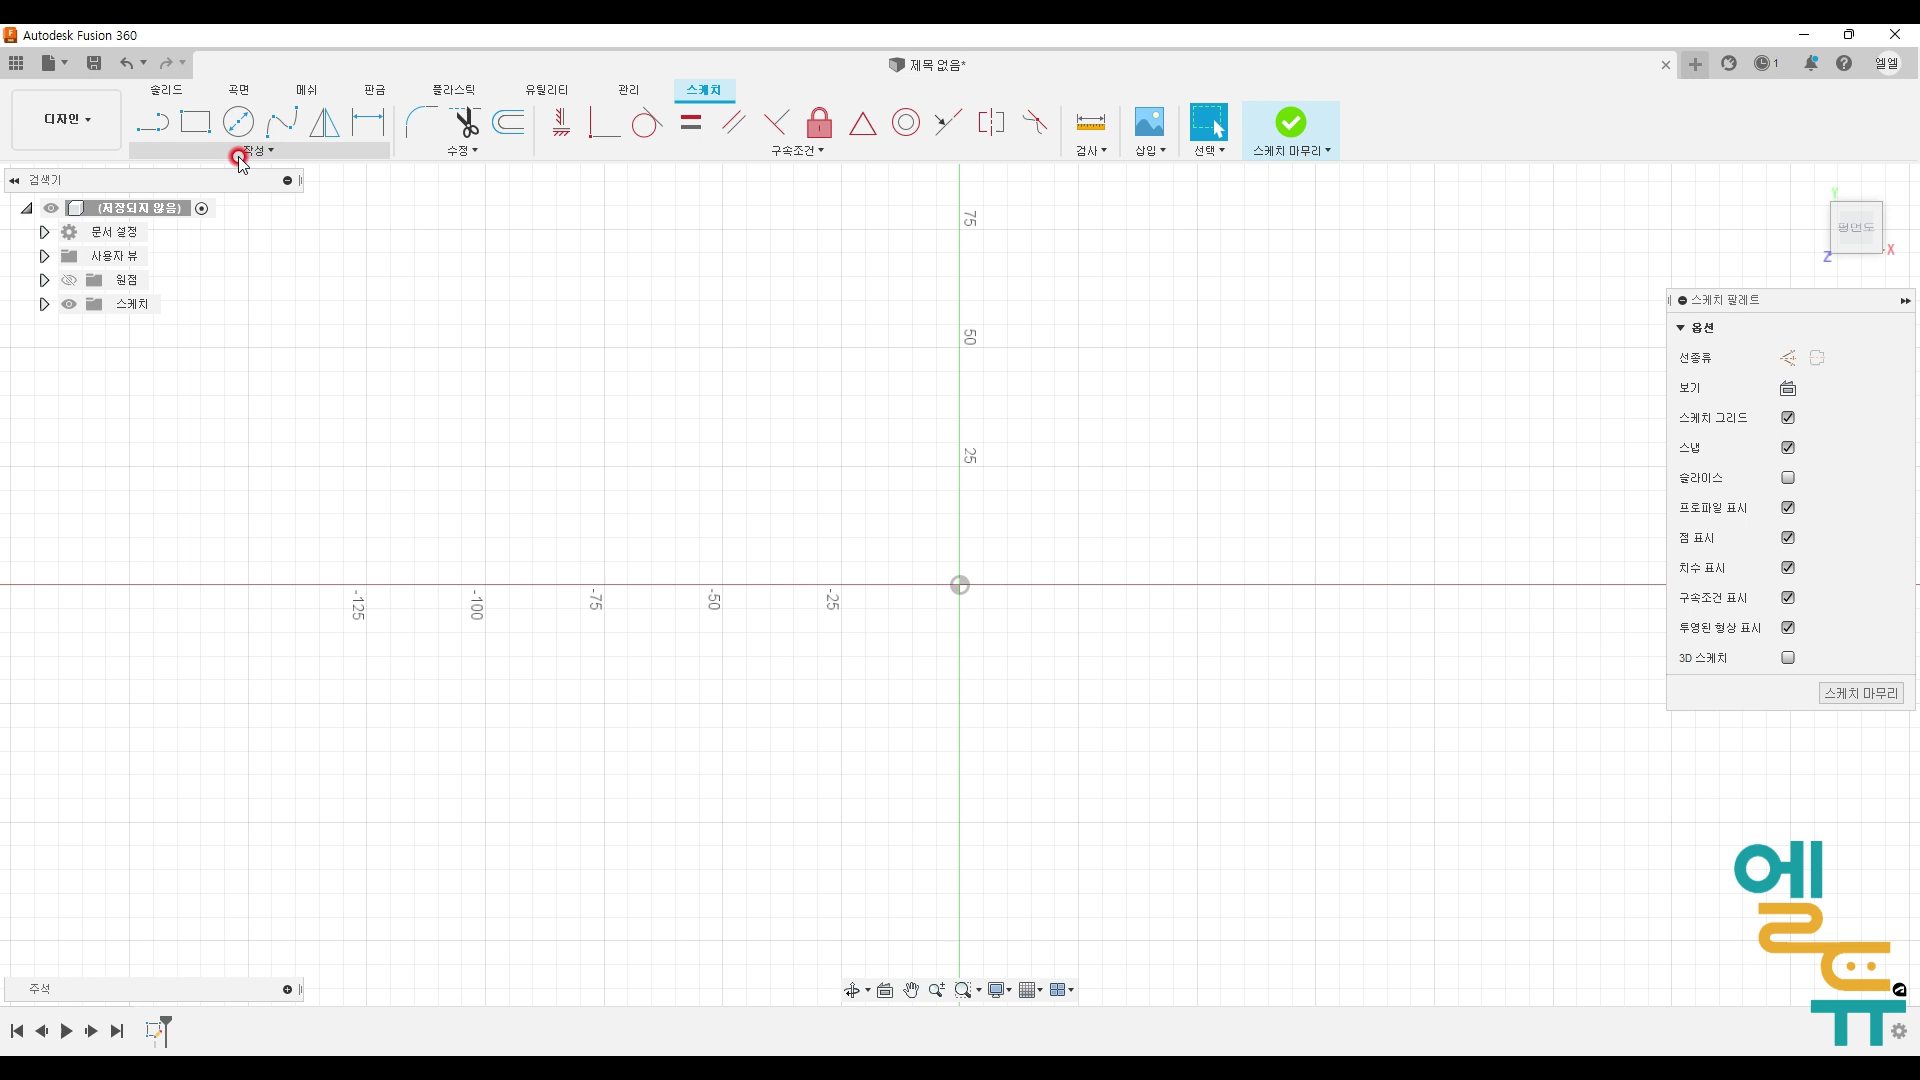 Autodesk Fusion 360
제목 없음*
1
엘엘
솔리드
곡면
메쉬
판금
플라스틱
유틸리티
관리
스케치
디자인
작성
수정
구속조건
검사
삽입
선택
스케치 마무리
검색기
(저장되지 않음)
문서 설정
사용자 뷰
원점
스케치
75
50
25
-125
-100
-75
-50
-25
Y
평면도
X
Z
스케치 팔레트
옵션
선종류
보기
스케치 그리드
스냅
슬라이스
프로파일 표시
점 표시
치수 표시
구속조건 표시
투영된 형상 표시
3D 스케치
스케치 마무리
주석